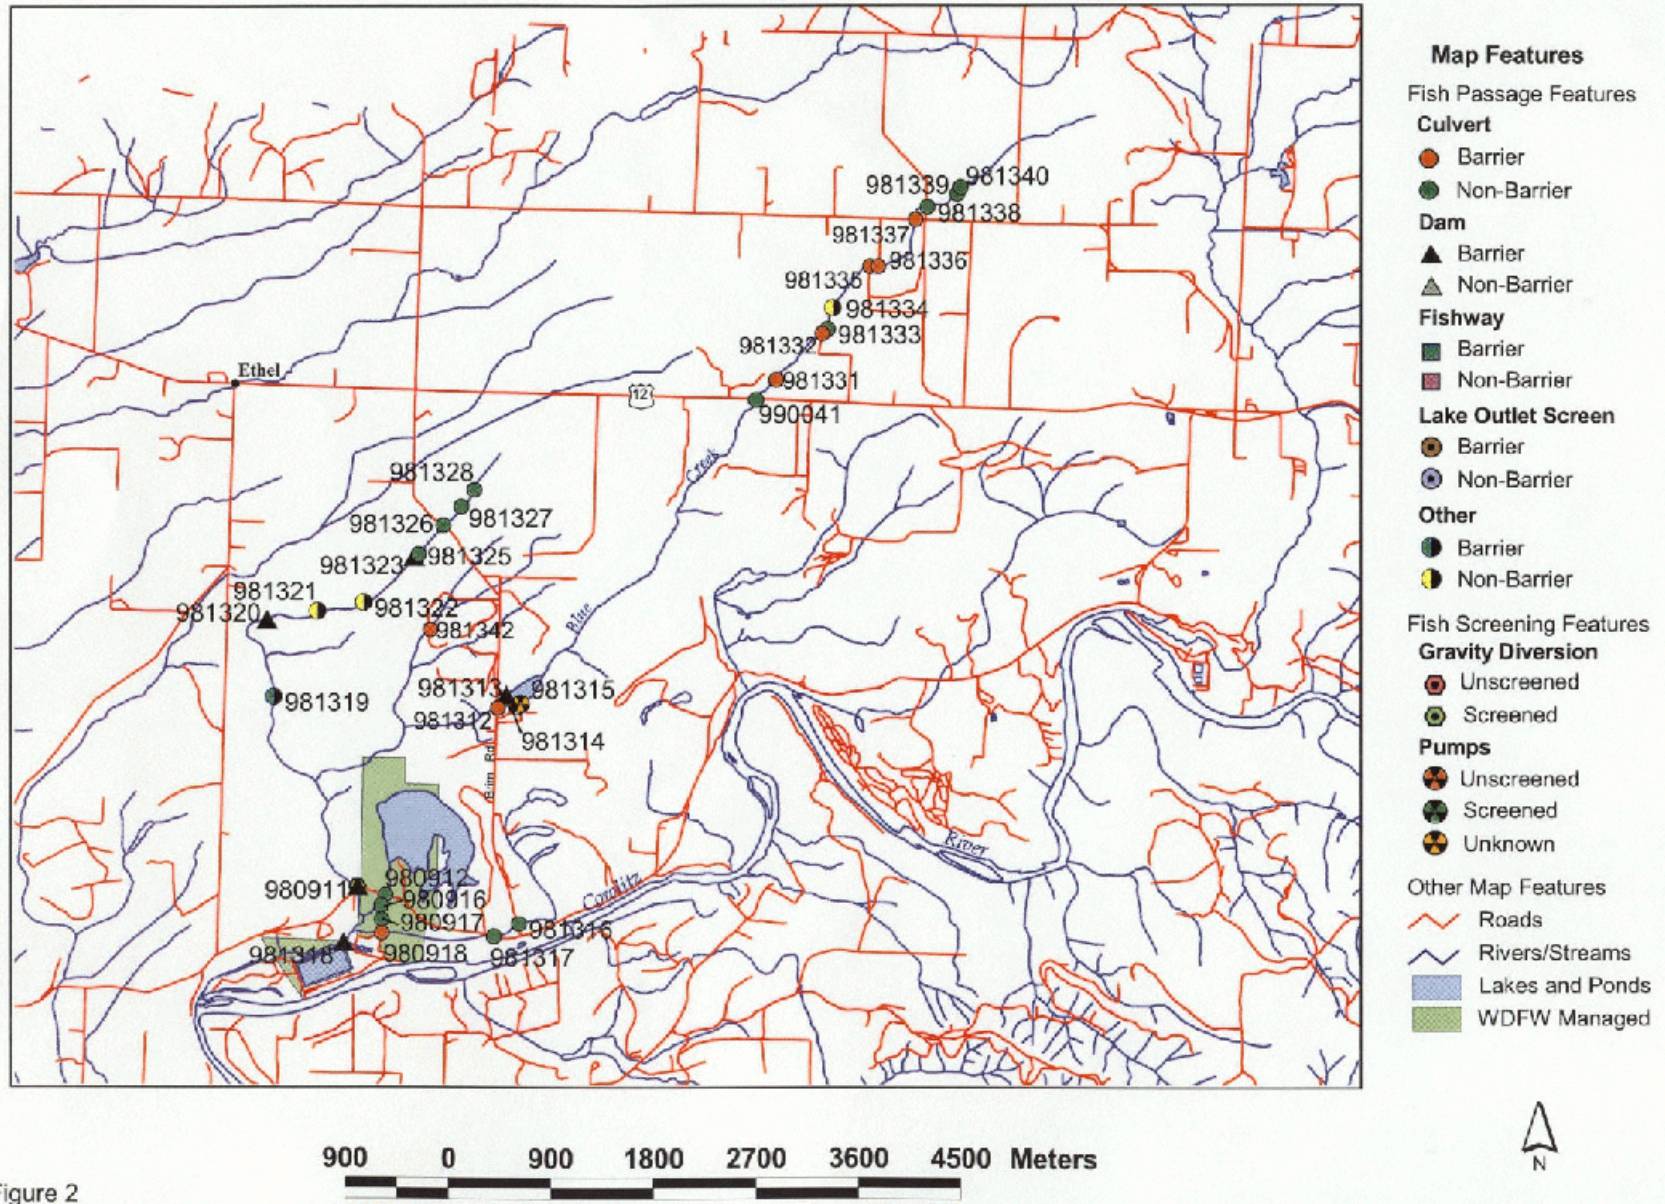 981340
981339
981338
981337
981336
981335
981334
981333
981332
981331
Ethel
12
990041
Creek
981328
981327
981326
981325
981323
981321
981320
981322
981342
Blue
981319
981313
981315
981312
981314
Rd
980911
980912
980916
980917
980918
981318
981316
981317
Cowlitz
River
Map Features
Fish Passage Features
Culvert
Barrier
Non-Barrier
Dam
Barrier
Non-Barrier
Fishway
Barrier
Non-Barrier
Lake Outlet Screen
Barrier
Non-Barrier
Other
Barrier
Non-Barrier
Fish Screening Features
Gravity Diversion
Unscreened
Screened
Pumps
Unscreened
Screened
Unknown
Other Map Features
Roads
Rivers/Streams
Lakes and Ponds
WDFW Managed
N
900 0 900 1800 2700 3600 4500 Meters
igure 2